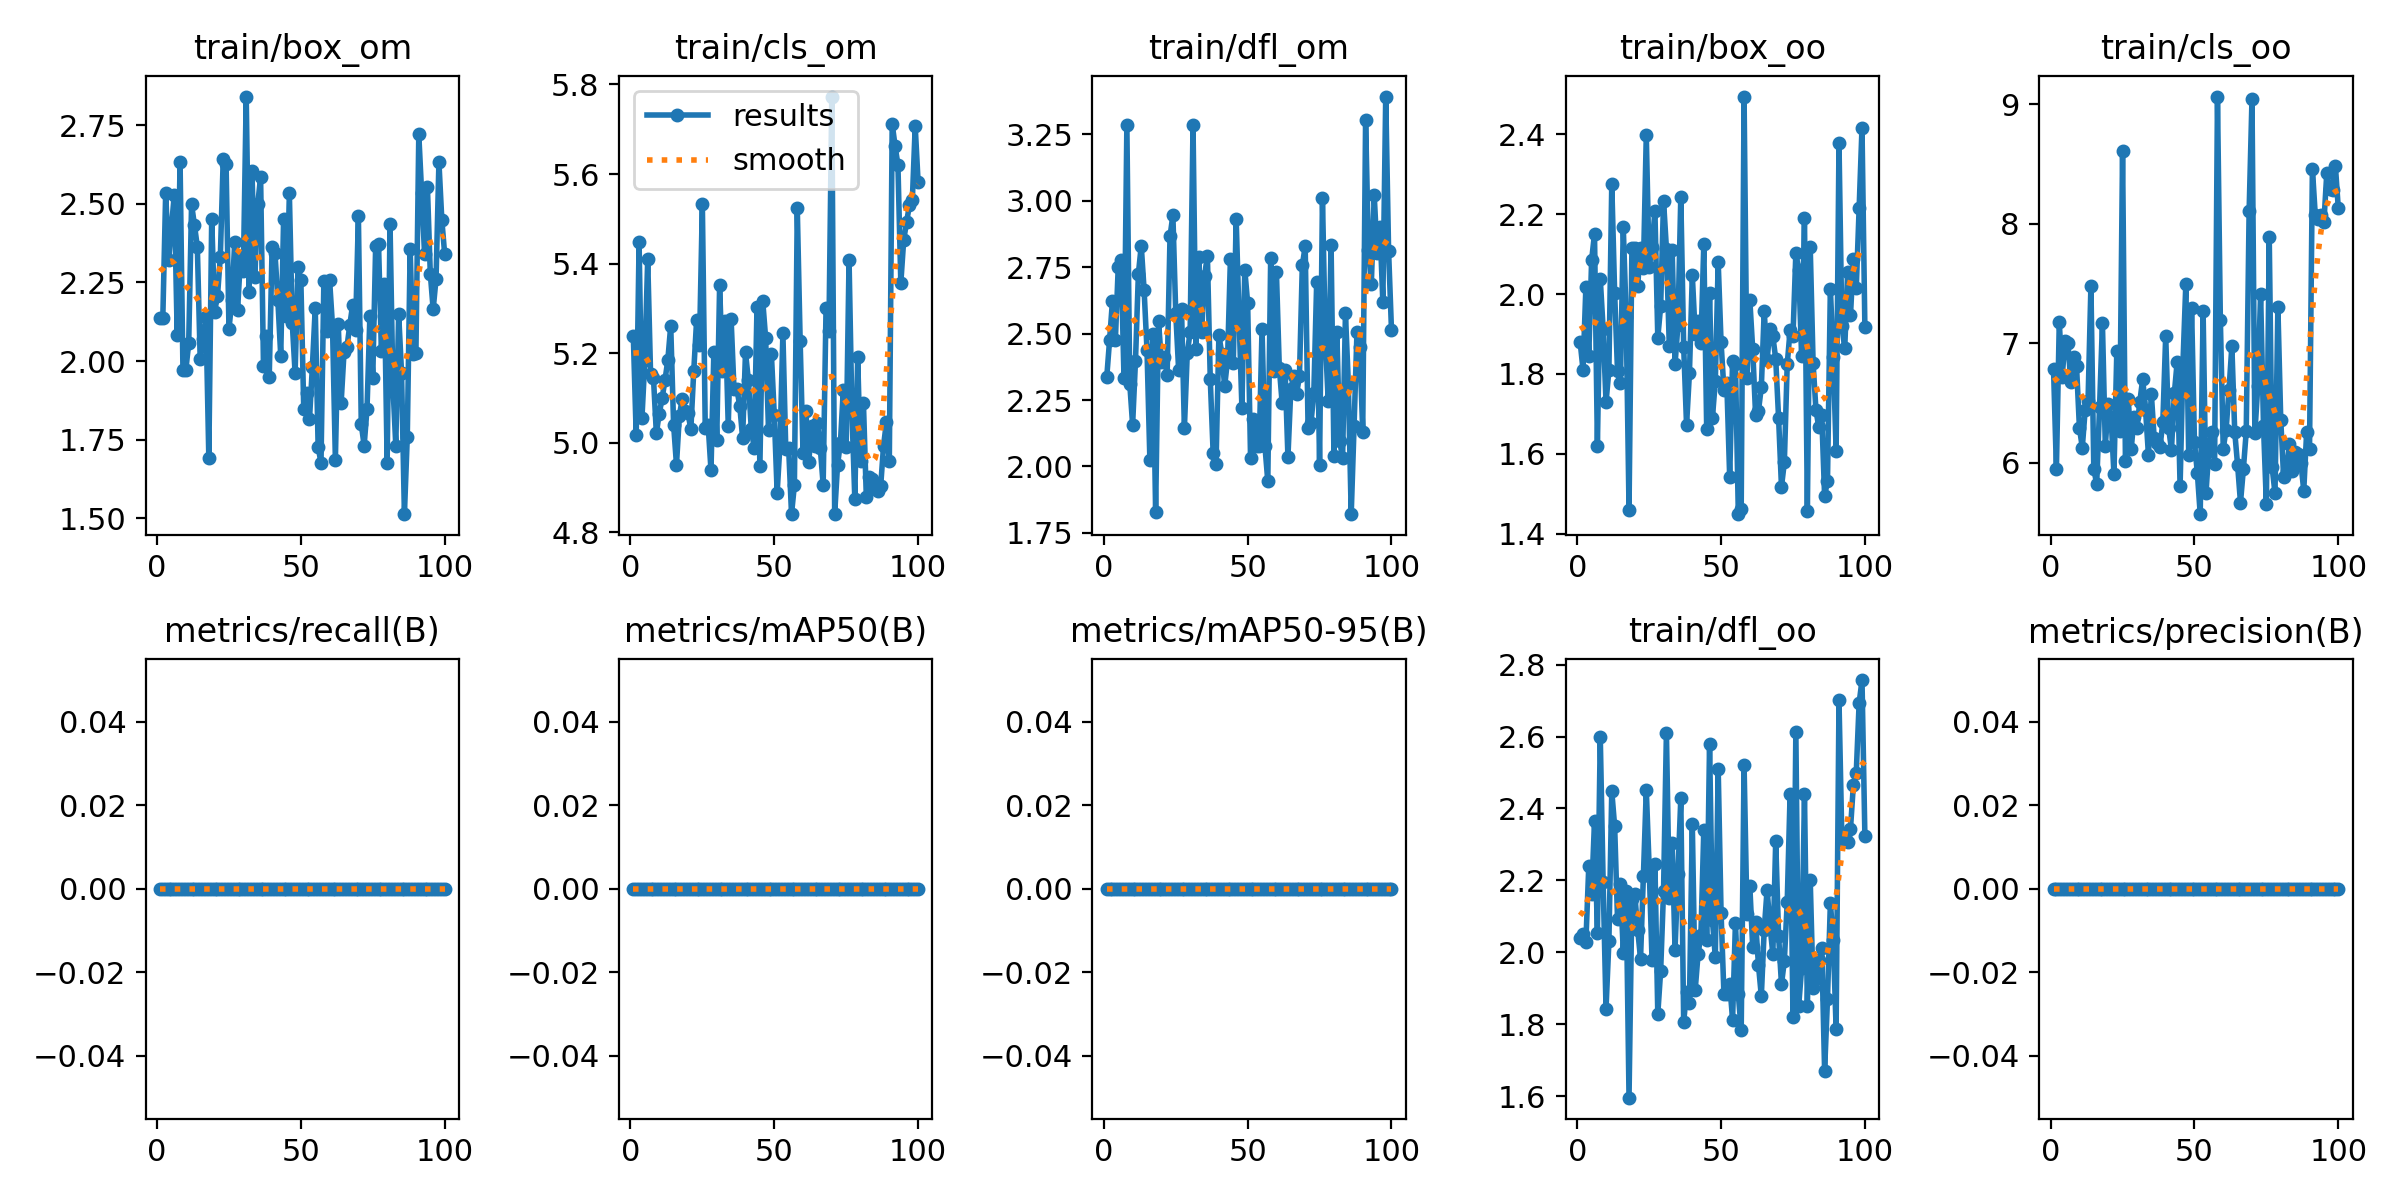 train/box_om train/cls_om train/dfl_om train/box_oo train/cls_oo
2.75 2.50 2.25 2.00 1.75 1.50
0 50 100
5.8 5.6 5.4 5.2 5.0 4.8
results
smooth
0 50 100
3.25 3.00 2.75 2.50 2.25 2.00 1.75
0 50 100
2.4 2.2 2.0 1.8 1.6 1.4
0 50 100
9 8 7 6
0 50 100
metrics/recall(B) metrics/mAP50(B) metrics/mAP50-95(B) train/dfl_oo metrics/precision(B)
0.04 0.02 0.00 −0.02 −0.04
0 50 100
0.04 0.02 0.00 −0.02 −0.04
0 50 100
0.04 0.02 0.00 −0.02 −0.04
0 50 100
2.8 2.6 2.4 2.2 2.0 1.8 1.6
0 50 100
0.04 0.02 0.00 −0.02 −0.04
0 50 100